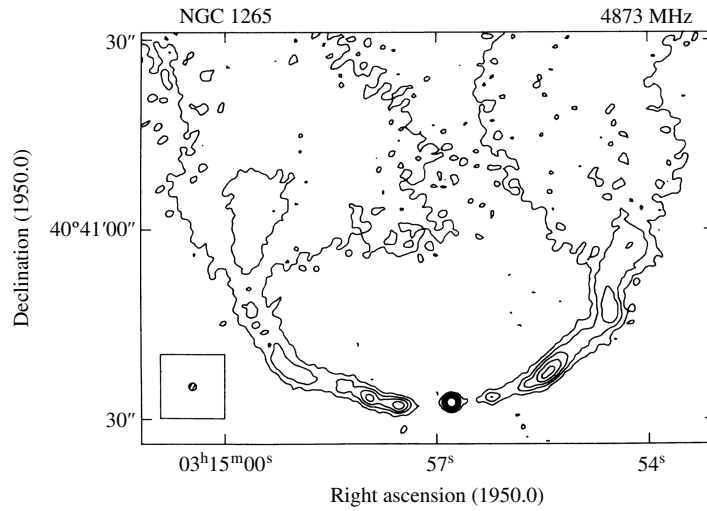 NGC 1265 4873 MHz
30″
40°41′00″
30″
Declination (1950.0)
03ʰ15ᵐ00ˢ 57ˢ 54ˢ
Right ascension (1950.0)